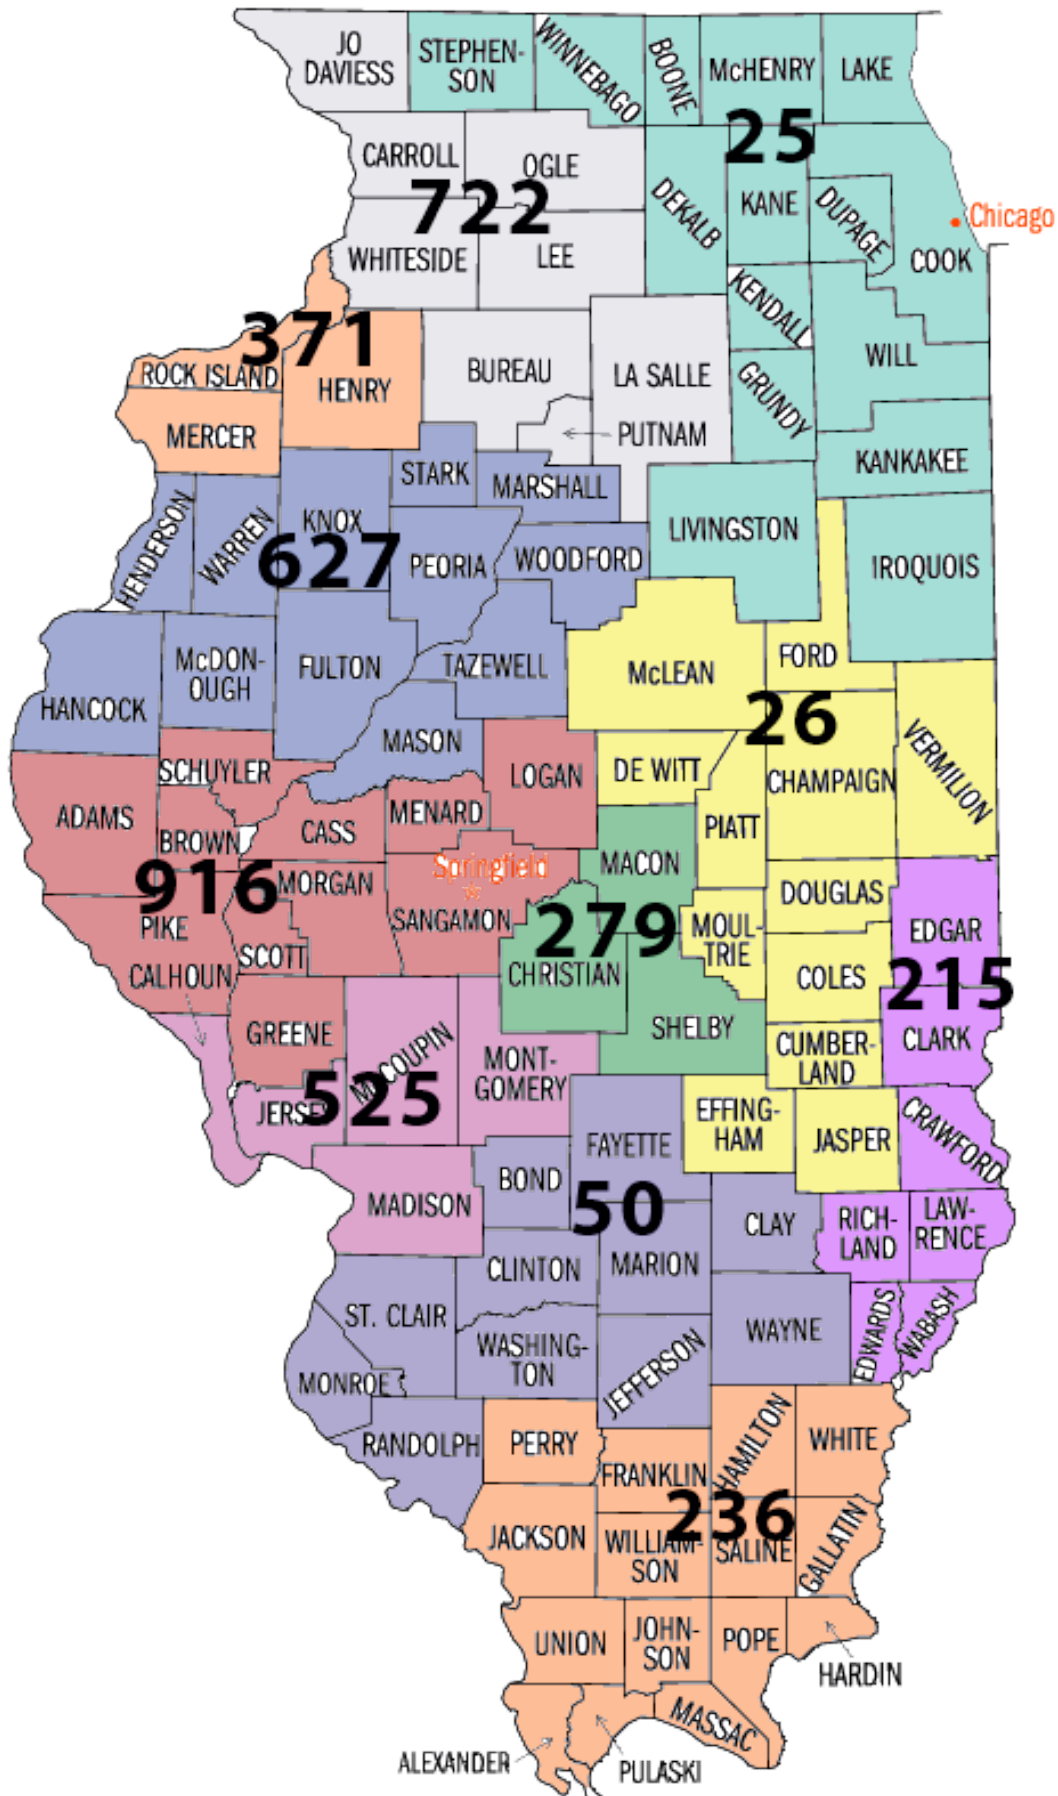 JO
DAVIESS
STEPHEN-
SON
WINNEBAGO
BOONE
McHENRY
LAKE
25
CARROLL
OGLE
722
DEKALB
KANE
DUPAGE
Chicago
COOK
WHITESIDE
LEE
KENDALL
371
ROCK ISLAND
HENRY
BUREAU
LA SALLE
WILL
GRUNDY
MERCER
PUTNAM
KANKAKEE
STARK
MARSHALL
HENDERSON
WARREN
KNOX
627
PEORIA
WOODFORD
LIVINGSTON
IROQUOIS
HANCOCK
McDON-
OUGH
FULTON
TAZEWELL
McLEAN
FORD
26
MASON
VERMILION
SCHUYLER
LOGAN
DE WITT
CHAMPAIGN
ADAMS
BROWN
CASS
MENARD
PIATT
916
MORGAN
Springfield
MACON
DOUGLAS
PIKE
SCOTT
SANGAMON
279
MOUL-
TRIE
EDGAR
CALHOUN
CHRISTIAN
COLES
215
GREENE
McCOUPIN
MONT-
GOMERY
SHELBY
CUMBER-
LAND
CLARK
525
JERSEY
FAYETTE
EFFING-
HAM
JASPER
CRAWFORD
MADISON
BOND
50
CLAY
RICH-
LAND
LAW-
RENCE
CLINTON
MARION
ST. CLAIR
WASHING-
TON
JEFFERSON
WAYNE
EDWARDS
WABASH
MONROE
RANDOLPH
PERRY
FRANKLIN
HAMILTON
WHITE
236
JACKSON
WILLIAM-
SON
SALINE
GALLATIN
UNION
JOHN-
SON
POPE
HARDIN
MASSAC
ALEXANDER
PULASKI